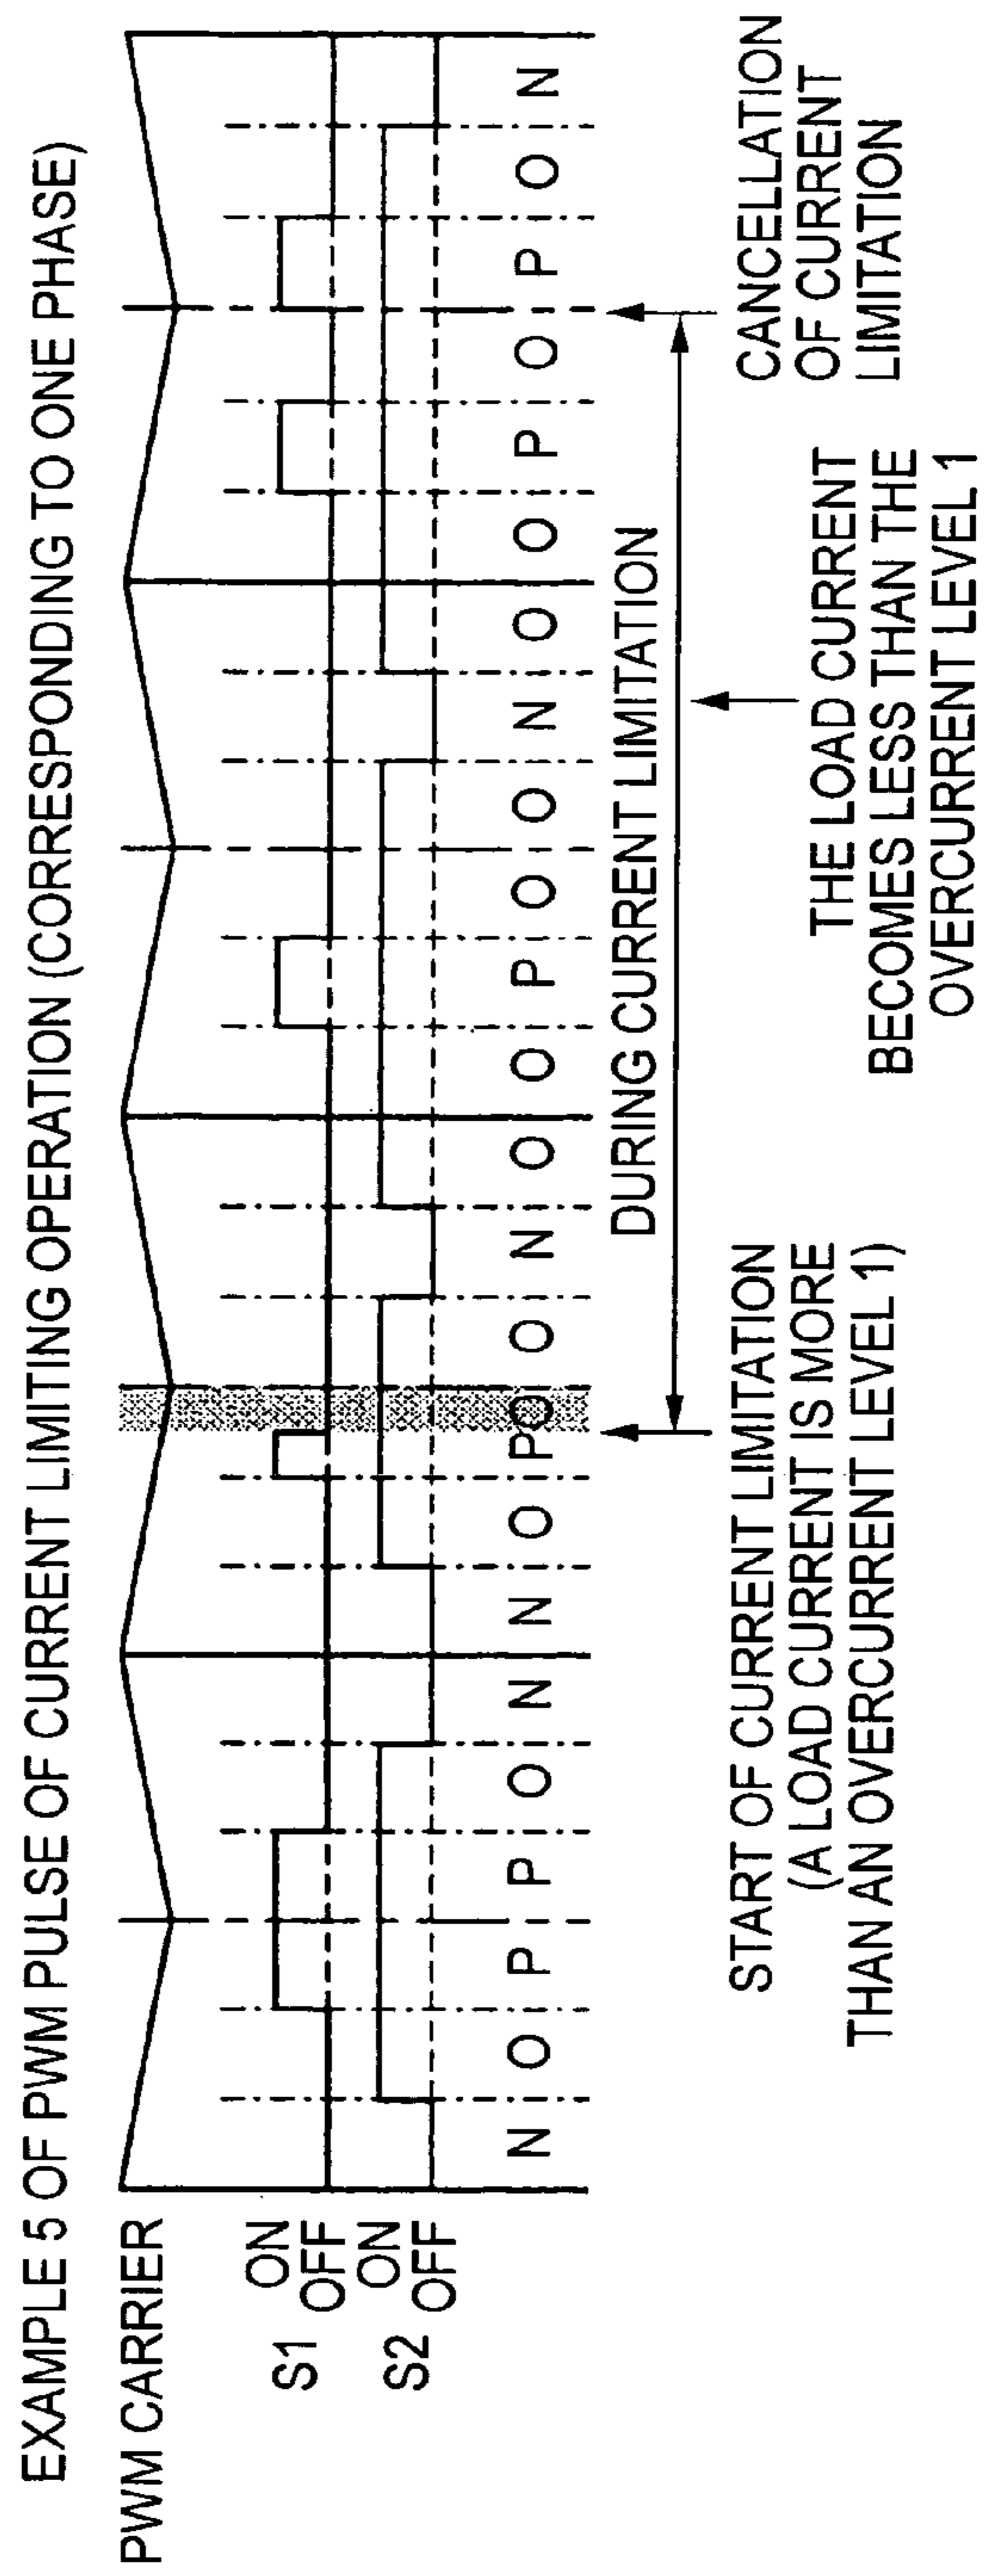 EXAMPLE 5 OF PWM PULSE OF CURRENT LIMITING OPERATION (CORRESPONDING TO ONE PHASE)
PWM CARRIER
S1 ON
OFF
S2 ON
OFF
N O P P O N N O P O O N O O P O O N O O P O P O N
DURING CURRENT LIMITATION
START OF CURRENT LIMITATION
(A LOAD CURRENT IS MORE
THAN AN OVERCURRENT LEVEL 1)
THE LOAD CURRENT
BECOMES LESS THAN THE
OVERCURRENT LEVEL 1
CANCELLATION
OF CURRENT
LIMITATION